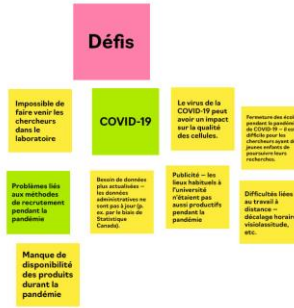 Défis
Impossible de
faire venir les
chercheurs
dans le
laboratoire
COVID-19
Le virus de la
COVID-19 peut
avoir un impact
sur la qualité
des cellules.
Fermeture des écoles
pendant la pandémie
de COVID-19 – il
difficile pour les
chercheurs ayant de
jeunes enfants de
poursuivre leurs
recherches.
Problèmes liés
aux méthodes
de recrutement
pendant la
pandémie
Besoin de données
plus actualisées –
les données
administratives ne
sont pas à jour (p.
ex. par le biais de
Statistique
Canada).
Publicité – les
lieux habituels à
l'université
n'étaient pas
aussi productifs
pendant la
pandémie
Difficultés liées
au travail à
distance –
décalage horaire,
etc.
Manque de
disponibilité
des produits
durant la
pandémie